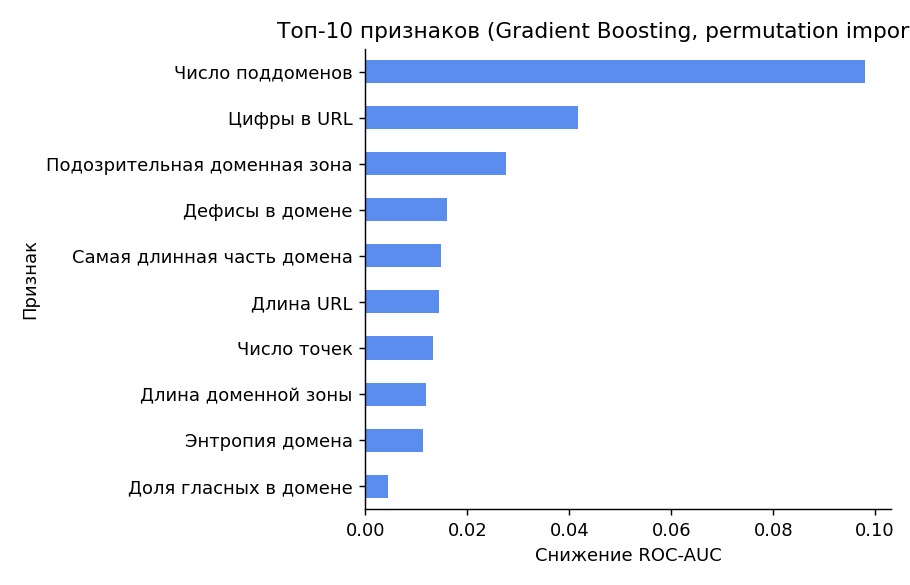 Топ-10 признаков (Gradient Boosting, permutation impor
Число поддоменов
Цифры в URL
Подозрительная доменная зона
Дефисы в домене
Самая длинная часть домена
Длина URL
Число точек
Длина доменной зоны
Энтропия домена
Доля гласных в домене
Признак
0.00 0.02 0.04 0.06 0.08 0.10
Снижение ROC-AUC